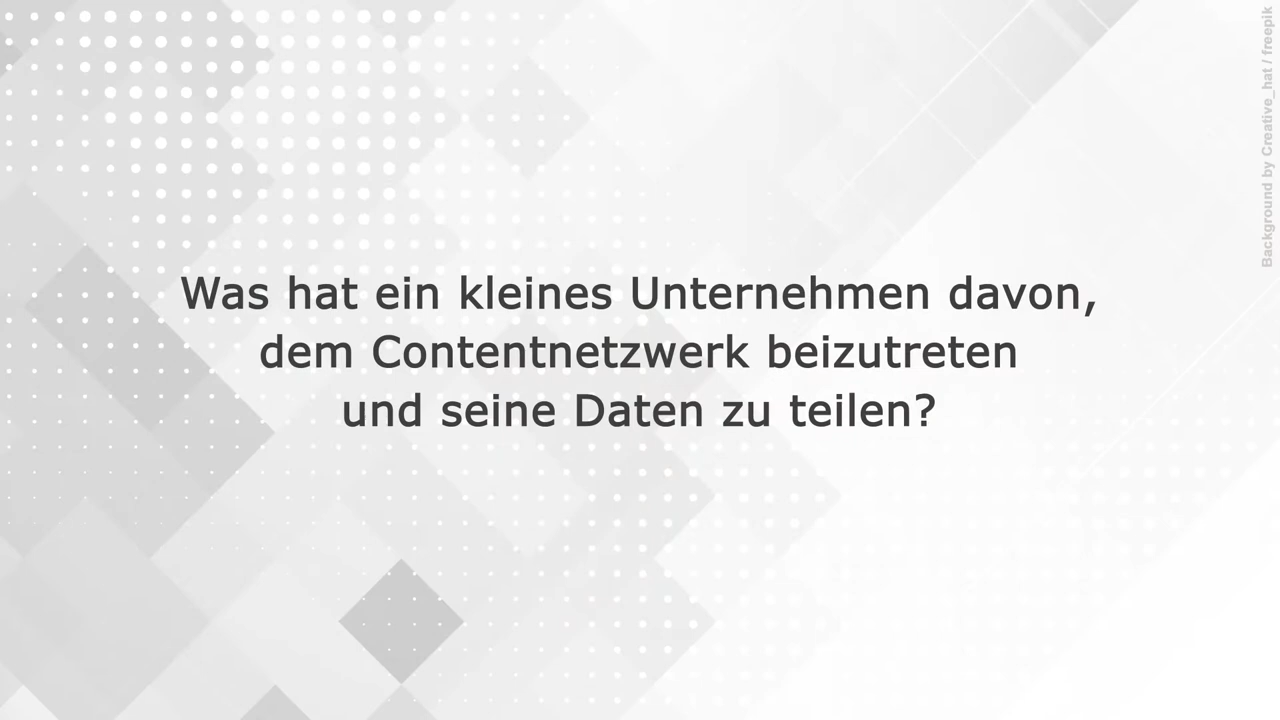 Was hat ein kleines Unternehmen davon,
dem Contentnetzwerk beizutreten
und seine Daten zu teilen?
Background by Creative_hat / freepik